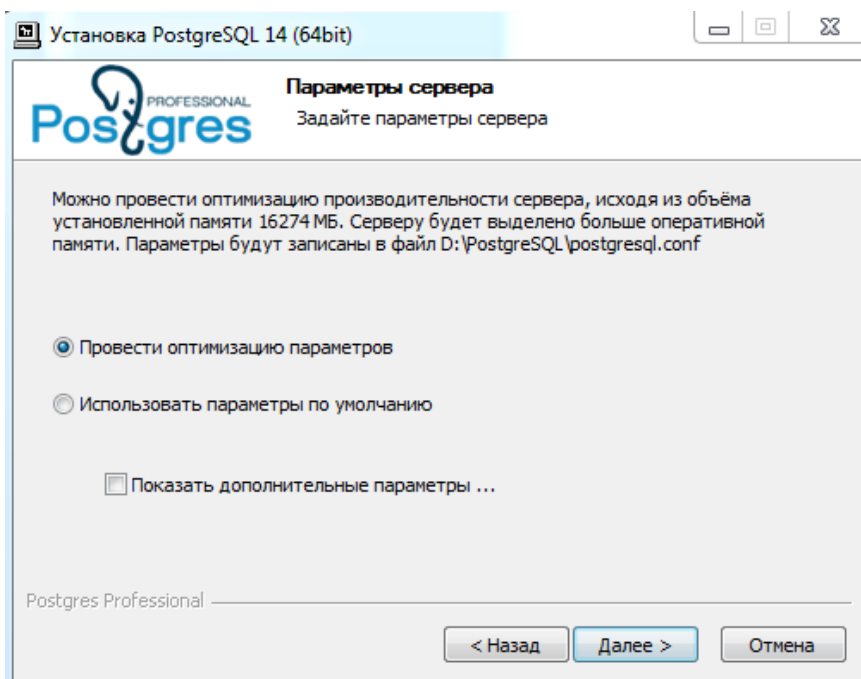 Установка PostgreSQL 14 (64bit)
PROFESSIONAL
Postgres
Параметры сервера
Задайте параметры сервера
Можно провести оптимизацию производительности сервера, исходя из объёма
установленной памяти 16274 МБ. Серверу будет выделено больше оперативной
памяти. Параметры будут записаны в файл D:\PostgreSQL\postgresql.conf
Провести оптимизацию параметров
Использовать параметры по умолчанию
Показать дополнительные параметры ...
Postgres Professional
< Назад
Далее >
Отмена